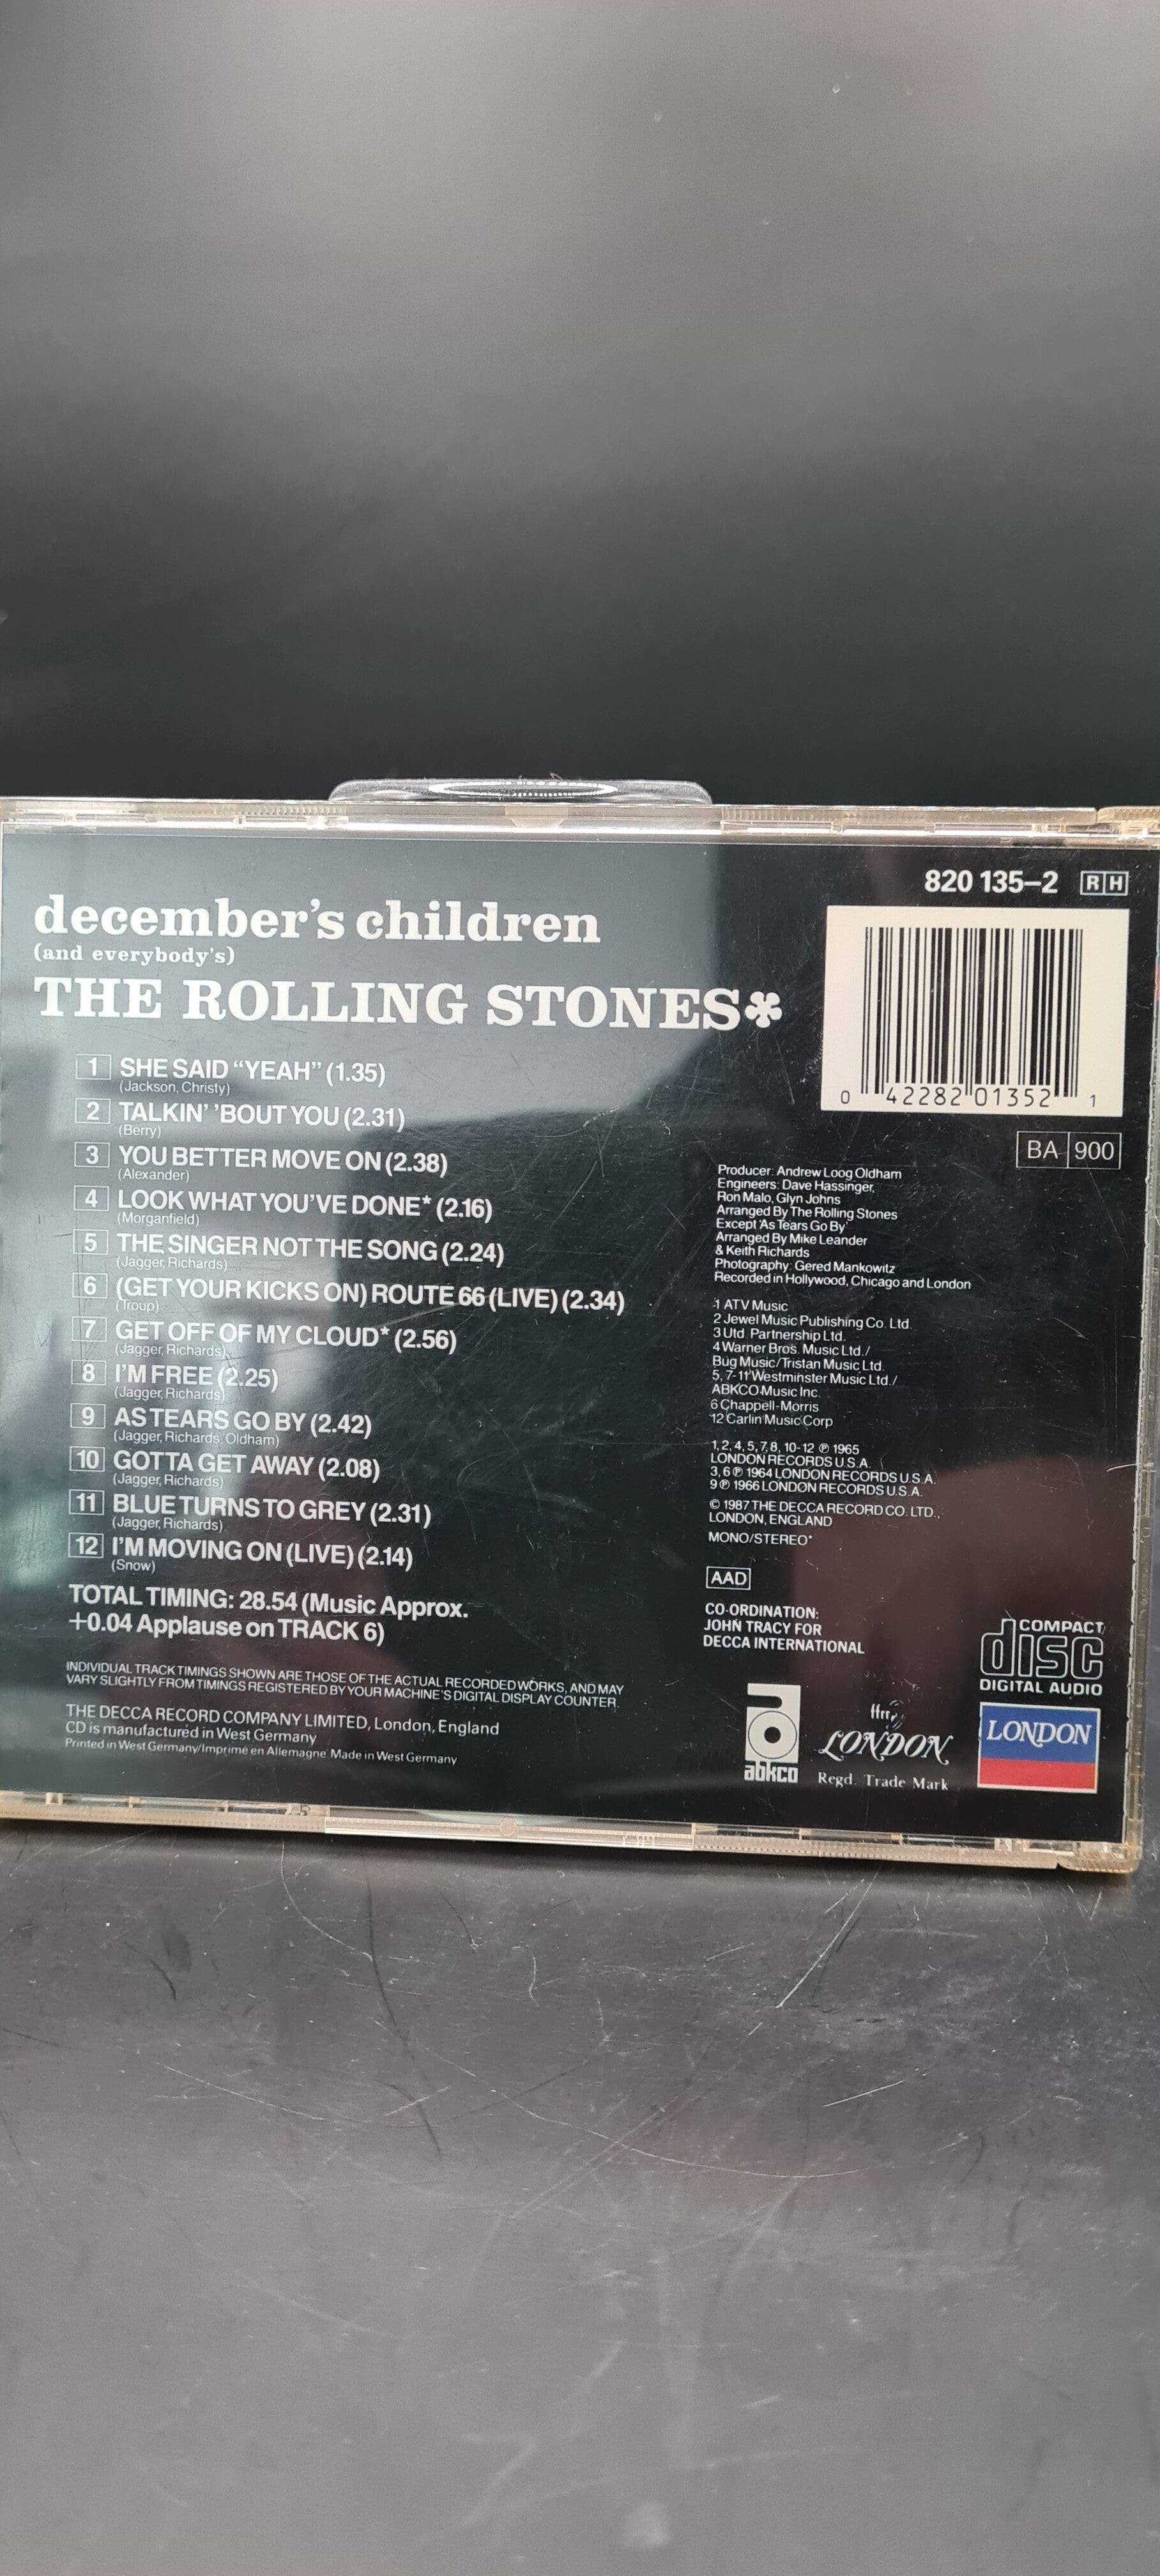 820 135–2 RH
december's children
(and everybody's)
THE ROLLING STONES*
0 42282 01352 1
BA 900
1 SHE SAID “YEAH” (1.35)
(Jackson, Christy)
2 TALKIN' 'BOUT YOU (2.31)
(Berry)
3 YOU BETTER MOVE ON (2.38)
(Alexander)
4 LOOK WHAT YOU'VE DONE* (2.16)
(Morganfield)
5 THE SINGER NOT THE SONG (2.24)
(Jagger, Richards)
6 (GET YOUR KICKS ON) ROUTE 66 (LIVE) (2.34)
(Troup)
7 GET OFF OF MY CLOUD* (2.56)
(Jagger, Richards)
8 I'M FREE (2.25)
(Jagger, Richards)
9 AS TEARS GO BY (2.42)
(Jagger, Richards, Oldham)
10 GOTTA GET AWAY (2.08)
(Jagger, Richards)
11 BLUE TURNS TO GREY (2.31)
(Jagger, Richards)
12 I'M MOVING ON (LIVE) (2.14)
(Snow)
TOTAL TIMING: 28.54 (Music Approx.
+0.04 Applause on TRACK 6)
INDIVIDUAL TRACK TIMINGS SHOWN ARE THOSE OF THE ACTUAL RECORDED WORKS, AND MAY
VARY SLIGHTLY FROM TIMINGS REGISTERED BY YOUR MACHINE'S DIGITAL DISPLAY COUNTER.
THE DECCA RECORD COMPANY LIMITED, London, England
CD is manufactured in West Germany
Printed in West Germany/Imprimé en Allemagne Made in West Germany
Producer: Andrew Loog Oldham
Engineers: Dave Hassinger,
Ron Malo, Glyn Johns
Arranged By The Rolling Stones
Except 'As Tears Go By'
Arranged By Mike Leander
& Keith Richards
Photography: Gered Mankowitz
Recorded in Hollywood, Chicago and London
1 ATV Music
2 Jewel Music Publishing Co. Ltd.
3 Utd. Partnership Ltd.
4 Warner Bros. Music Ltd./
Bug Music/Tristan Music Ltd.
5, 7-11 Westminster Music Ltd./
ABKCO Music Inc.
6 Chappell-Morris
12 Carlin Music Corp
1, 2, 4, 5, 7, 8, 10-12 ℗ 1965
LONDON RECORDS U.S.A.
3, 6 ℗ 1964 LONDON RECORDS U.S.A.
9 ℗ 1966 LONDON RECORDS U.S.A.
© 1987 THE DECCA RECORD CO. LTD.,
LONDON, ENGLAND
MONO/STEREO*
AAD
CO-ORDINATION:
JOHN TRACY FOR
DECCA INTERNATIONAL
COMPACT
disc
DIGITAL AUDIO
abkco
ffrr
LONDON
Regd. Trade Mark
LONDON